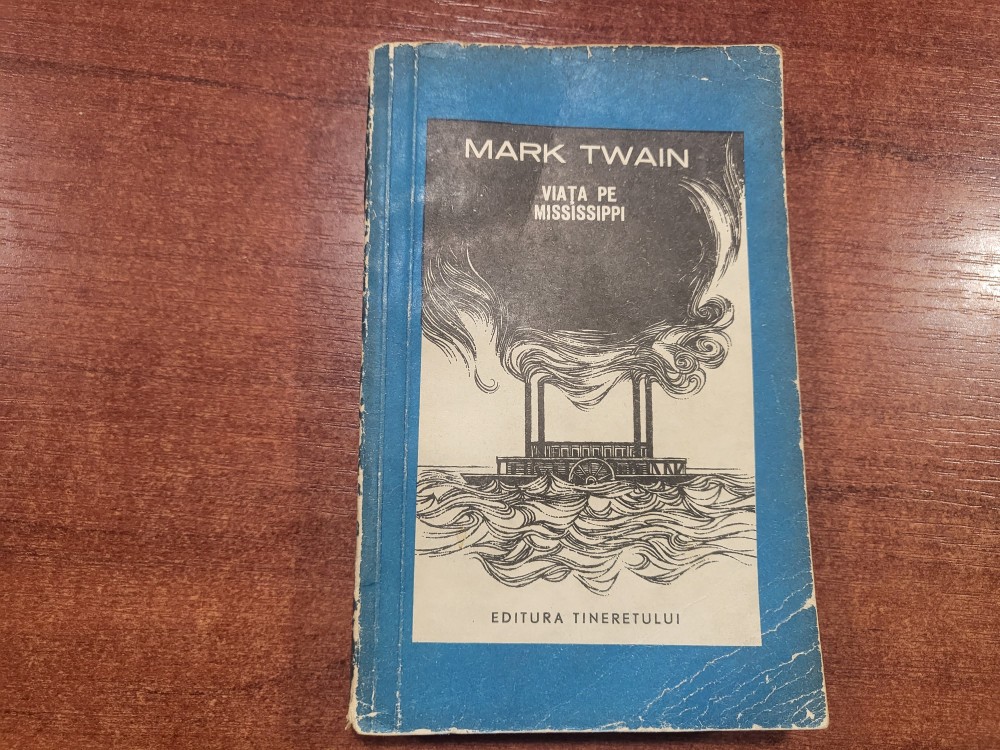 MARK TWAIN
VIAȚA PE
MISSISSIPPI
EDITURA TINERETULUI